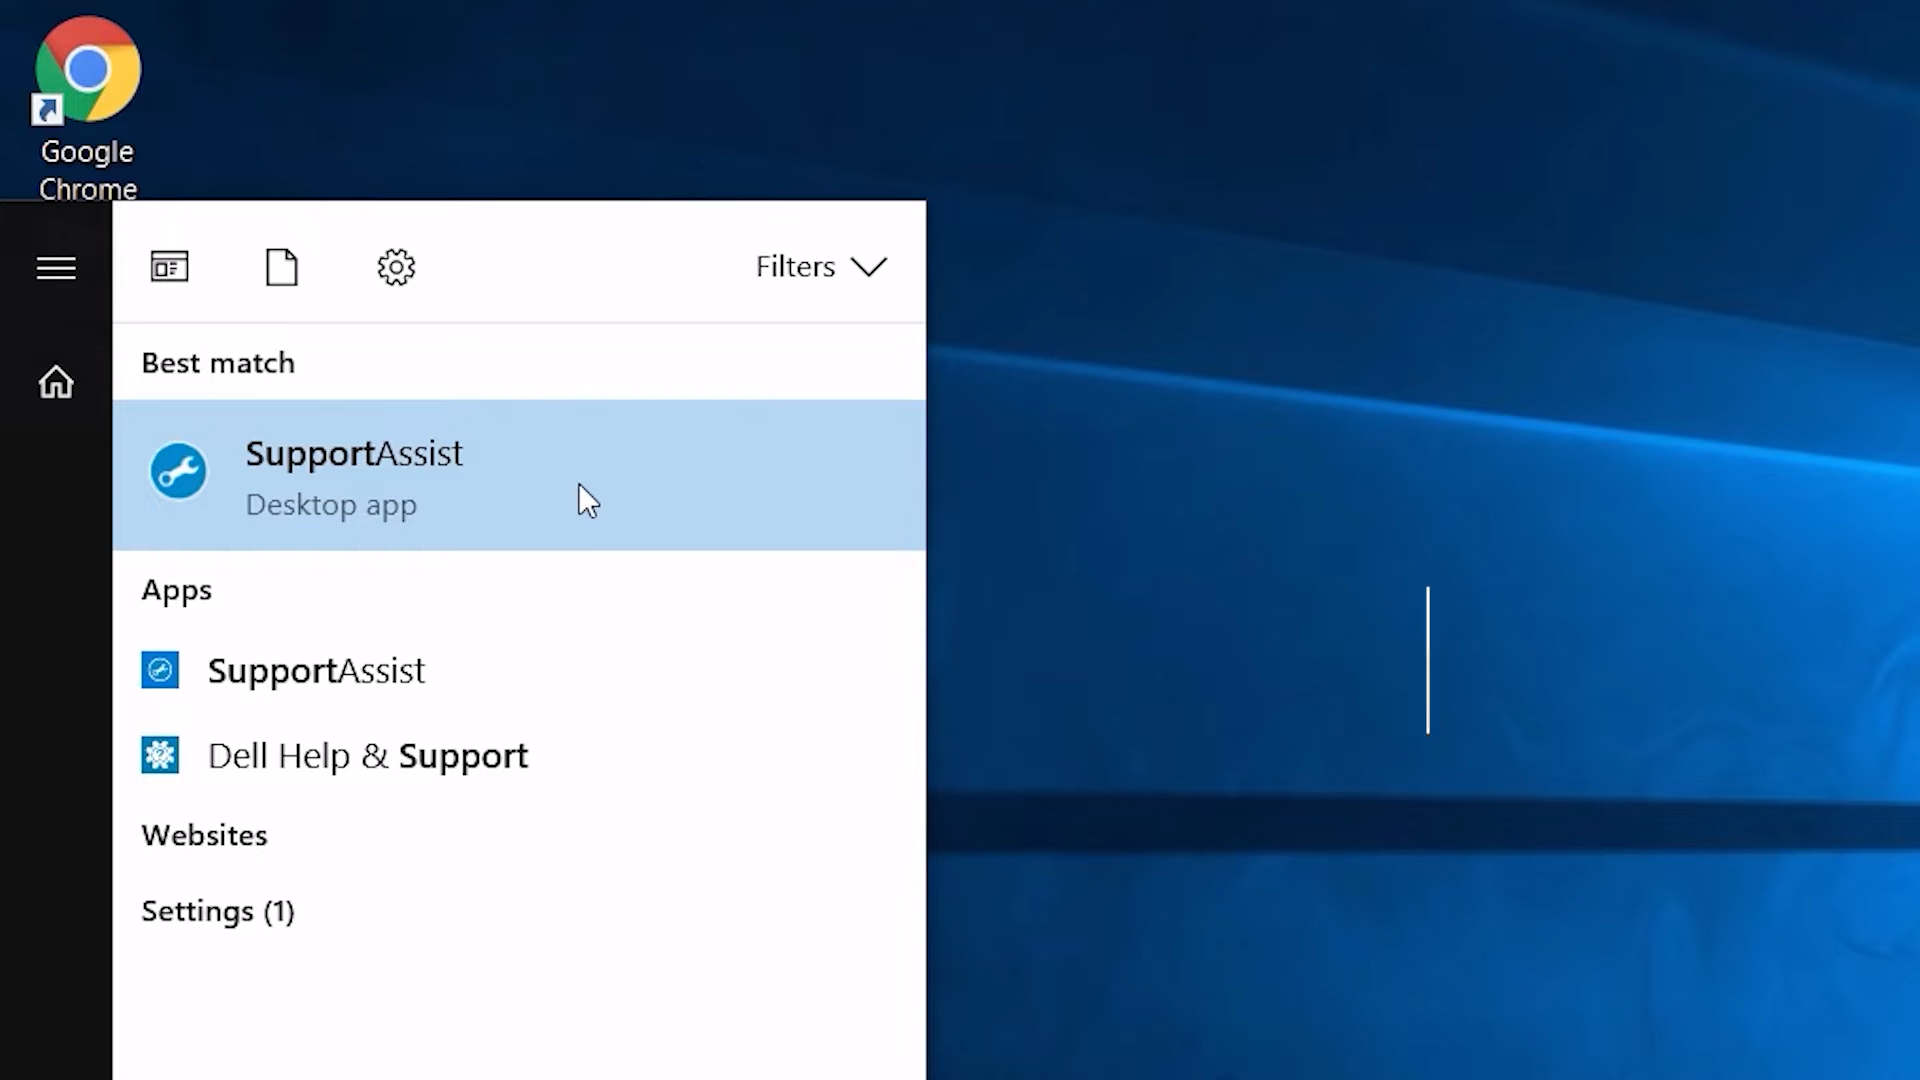 Google
Chrome
Filters
Best match
SupportAssist
Desktop app
Apps
SupportAssist
Dell Help & Support
Websites
Settings (1)